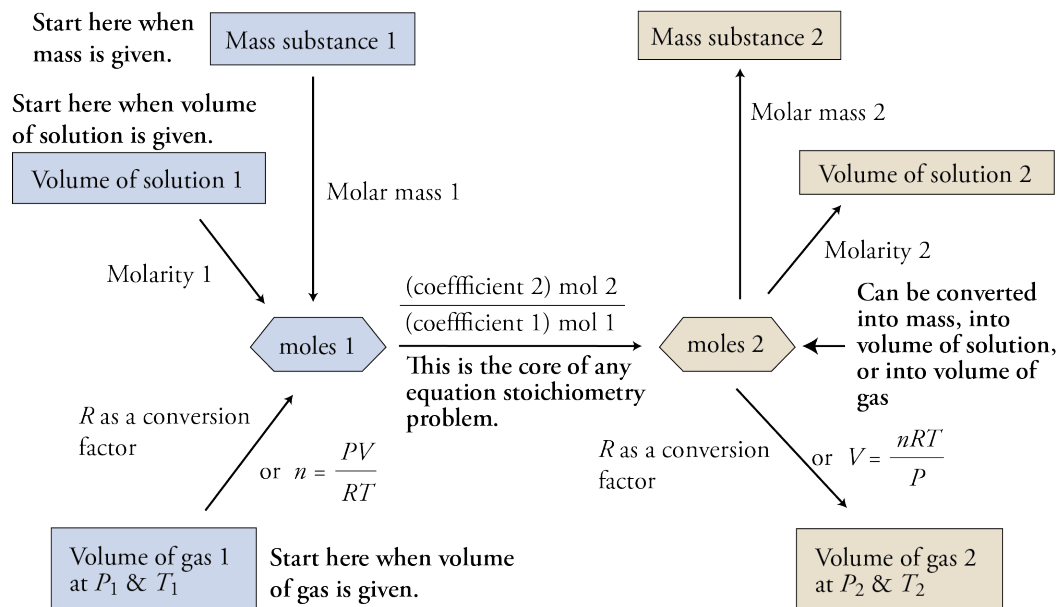 Start here when
mass is given.
Mass substance 1
Mass substance 2
Start here when volume
of solution is given.
Molar mass 2
Volume of solution 1
Molar mass 1
Volume of solution 2
Molarity 1
Molarity 2
(coeffficient 2) mol 2
(coeffficient 1) mol 1
Can be converted
into mass, into
volume of solution,
or into volume of
gas
moles 1
moles 2
This is the core of any
equation stoichiometry
problem.
R as a conversion
factor
or n = PV
RT
R as a conversion
factor
or V = nRT
P
Volume of gas 1
at P₁ & T₁
Start here when volume
of gas is given.
Volume of gas 2
at P₂ & T₂